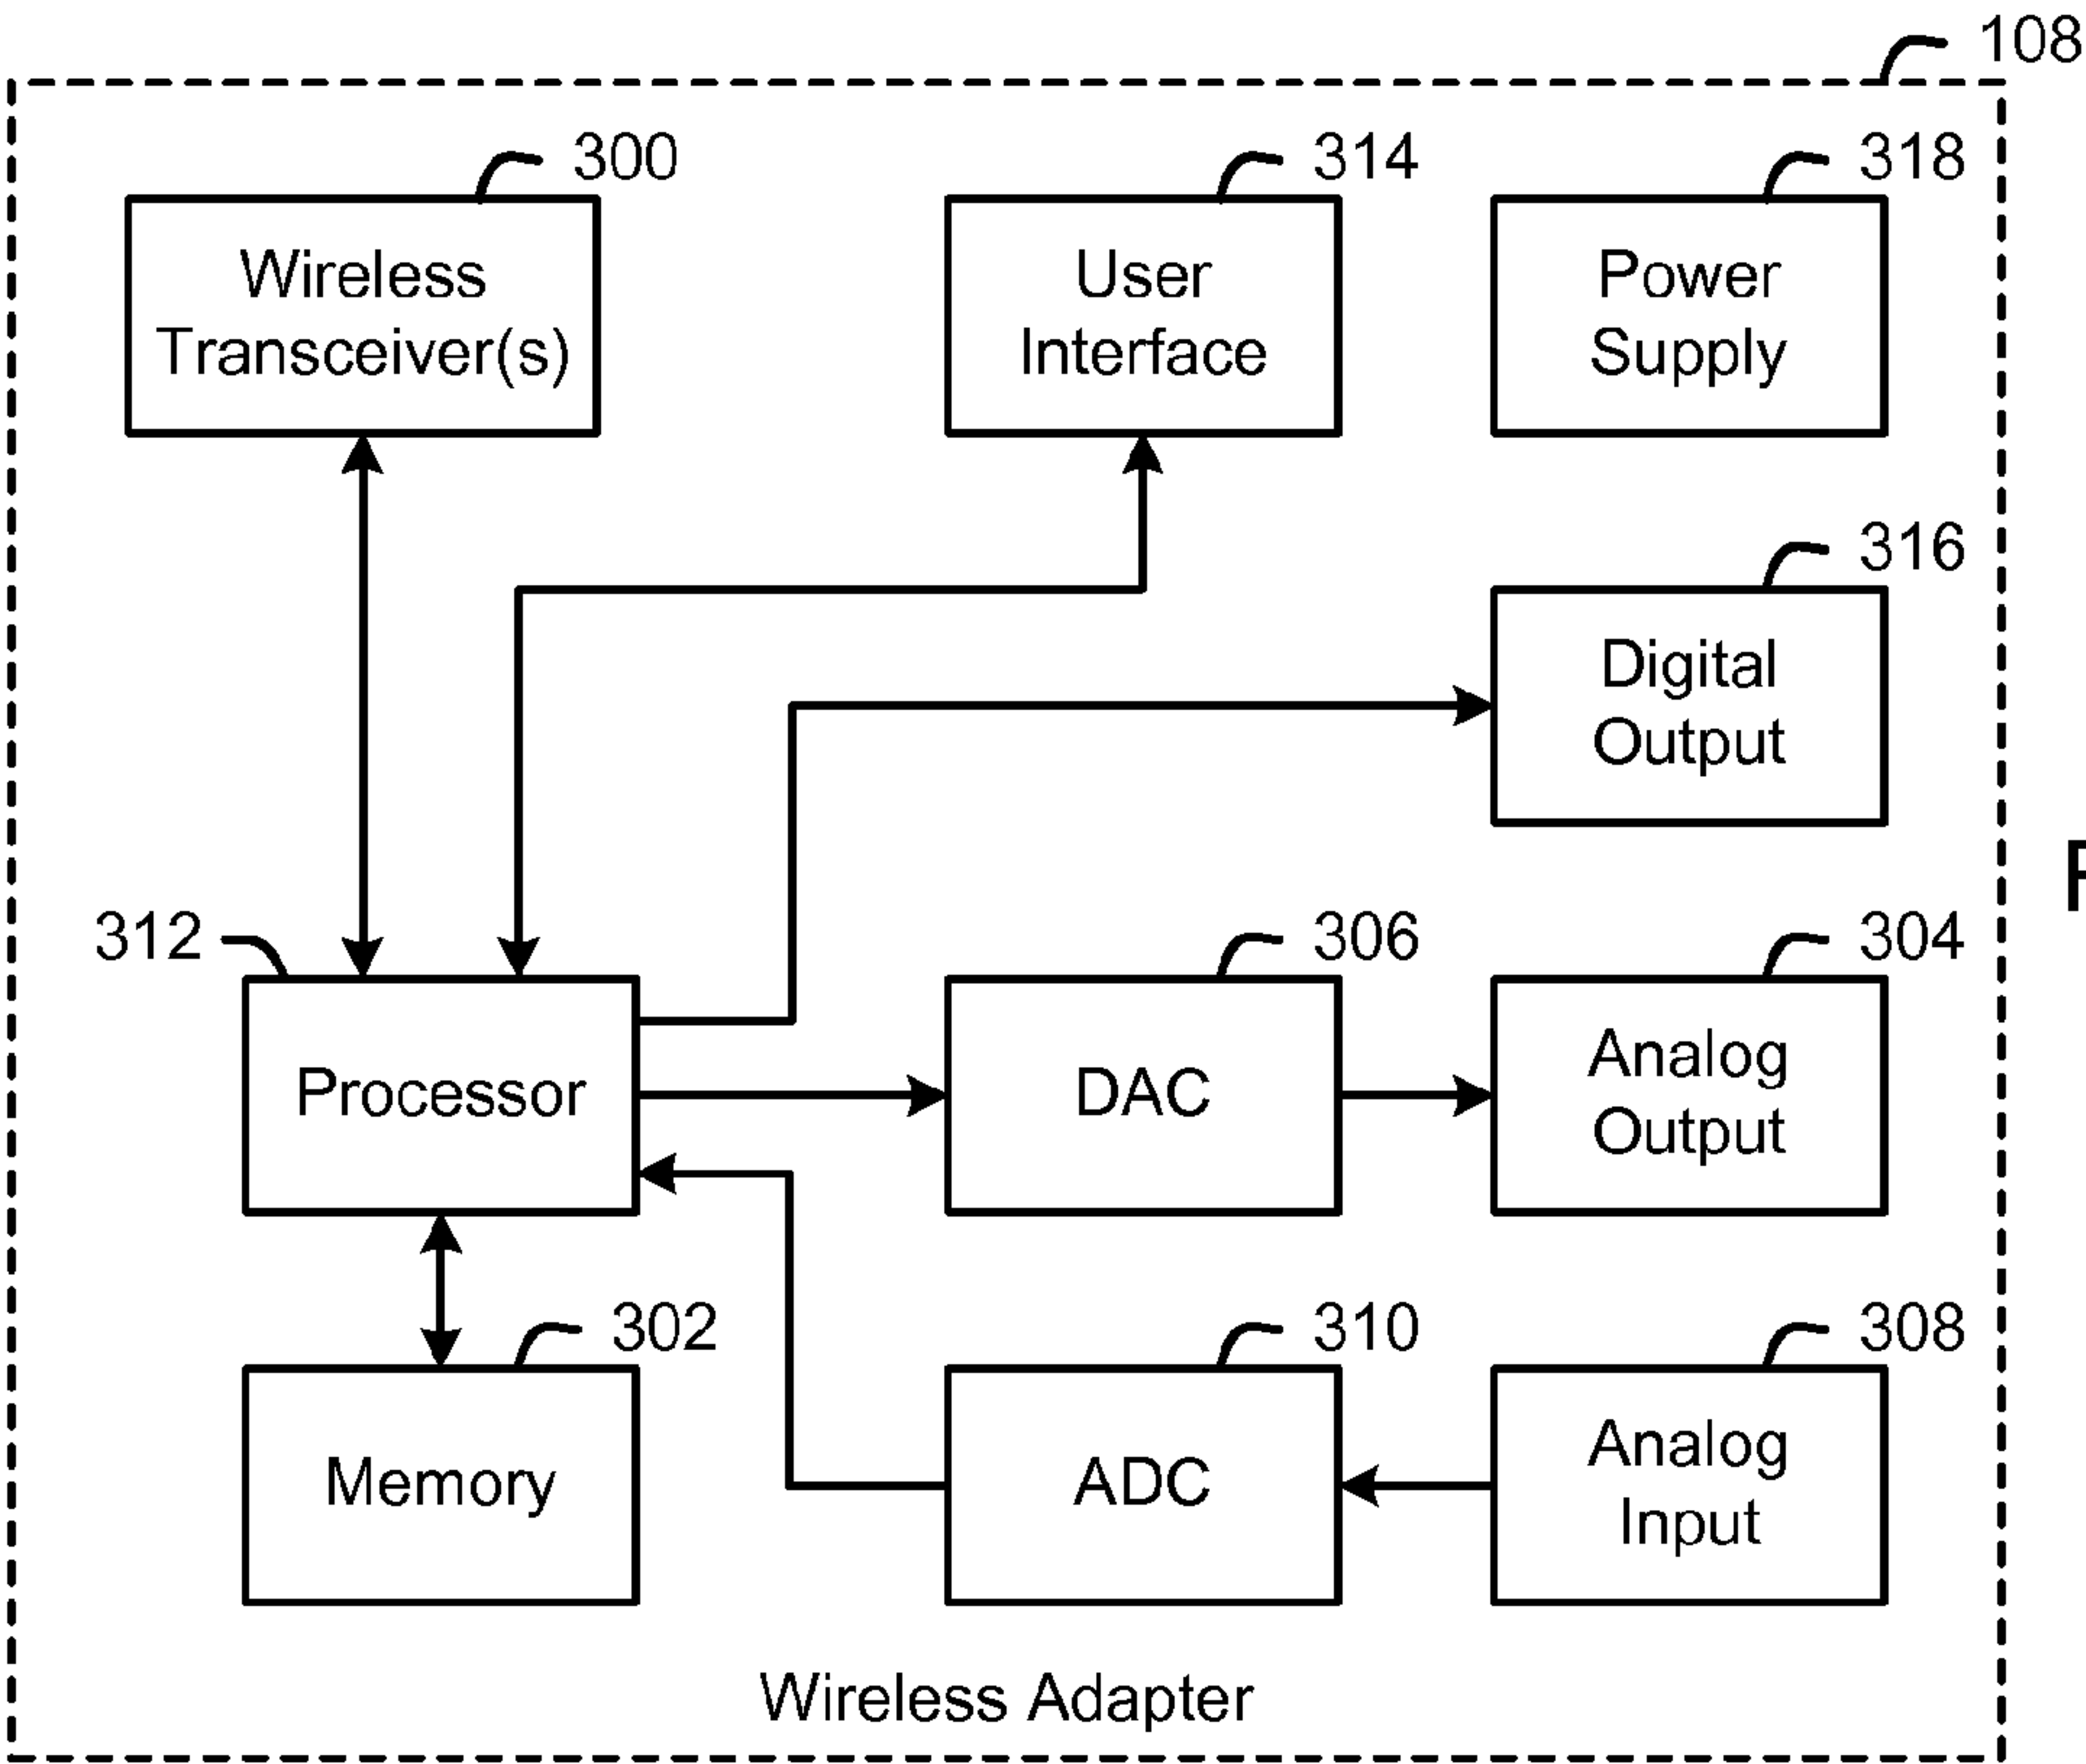 108
300
314
318
Wireless
Transceiver(s)
User
Interface
Power
Supply
316
Digital
Output
312
306
304
Processor
DAC
Analog
Output
302
310
308
Memory
ADC
Analog
Input
Wireless Adapter